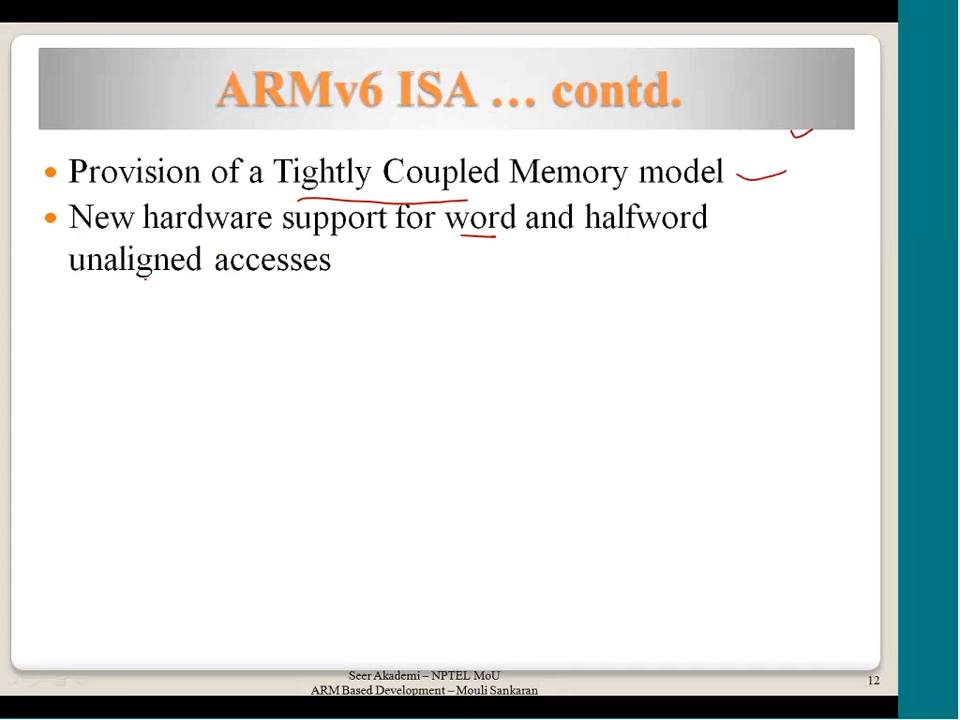 ARMv6 ISA … contd.
• Provision of a Tightly Coupled Memory model
• New hardware support for word and halfword
unaligned accesses
Seer Akademi – NPTEL MoU
ARM Based Development – Mouli Sankaran
12